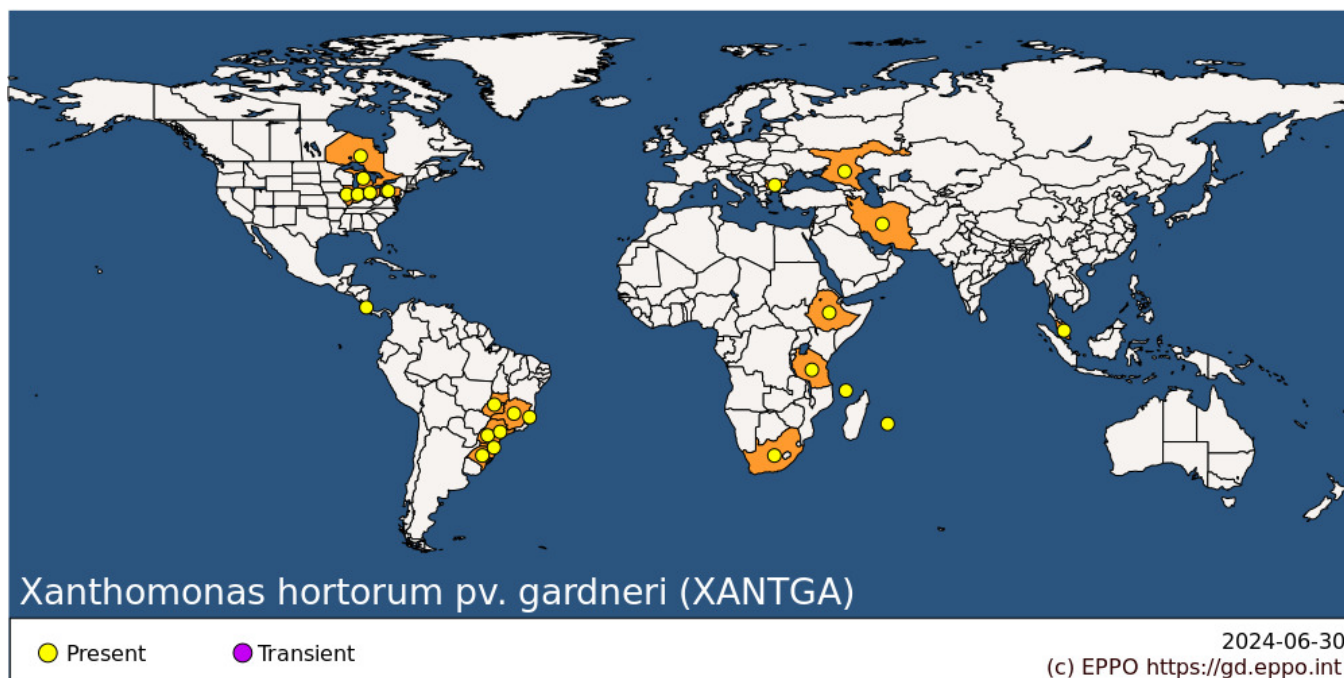 Xanthomonas hortorum pv. gardneri (XANTGA)
Present
Transient
2024-06-30
(c) EPPO https://gd.eppo.int